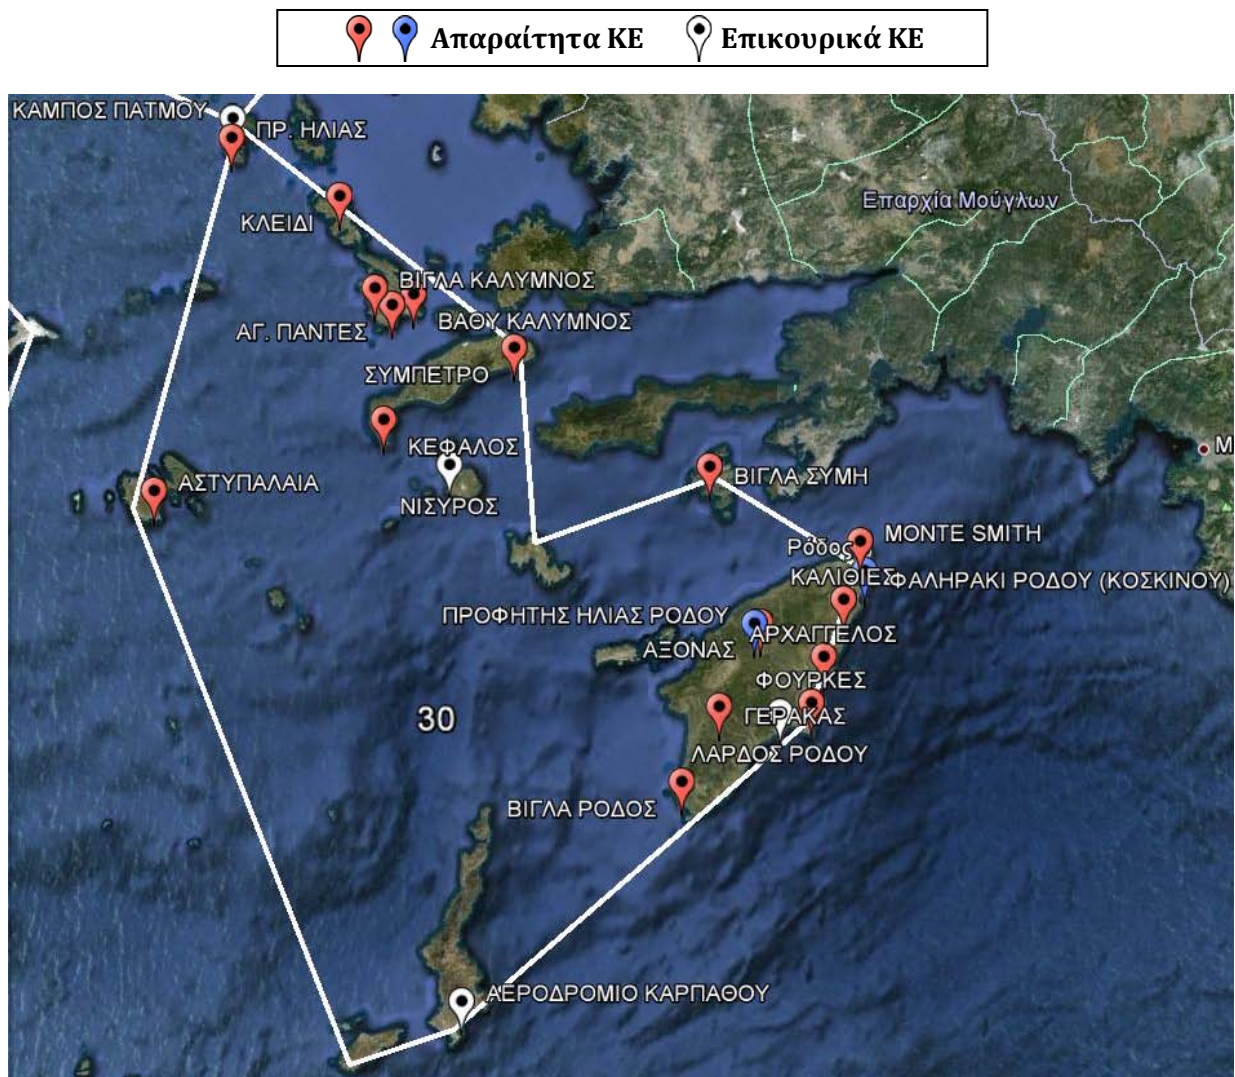 Απαραίτητα ΚΕ Επικουρικά ΚΕ
ΚΑΜΠΟΣ ΠΑΤΜΟΥ
ΠΡ. ΗΛΙΑΣ
Επαρχία Μούγλων
ΚΛΕΙΔΙ
ΒΙΓΛΑ ΚΑΛΥΜΝΟΣ
ΑΓ. ΠΑΝΤΕΣ
ΒΑΘΥ ΚΑΛΥΜΝΟΣ
ΣΥΜΠΕΤΡΟ
ΚΕΦΑΛΟΣ
Μ
ΑΣΤΥΠΑΛΑΙΑ
ΒΙΓΛΑ ΣΥΜΗ
ΝΙΣΥΡΟΣ
MONTE SMITH
Ρόδος
ΚΑΛΙΘΙΕΣ
ΦΑΛΗΡΑΚΙ ΡΟΔΟΥ (ΚΟΣΚΙΝΟΥ)
ΠΡΟΦΗΤΗΣ ΗΛΙΑΣ ΡΟΔΟΥ
ΑΡΧΑΓΓΕΛΟΣ
ΑΞΟΝΑΣ
ΦΟΥΡΚΕΣ
30
ΓΕΡΑΚΑΣ
ΛΑΡΔΟΣ ΡΟΔΟΥ
ΒΙΓΛΑ ΡΟΔΟΣ
ΑΕΡΟΔΡΟΜΙΟ ΚΑΡΠΑΘΟΥ